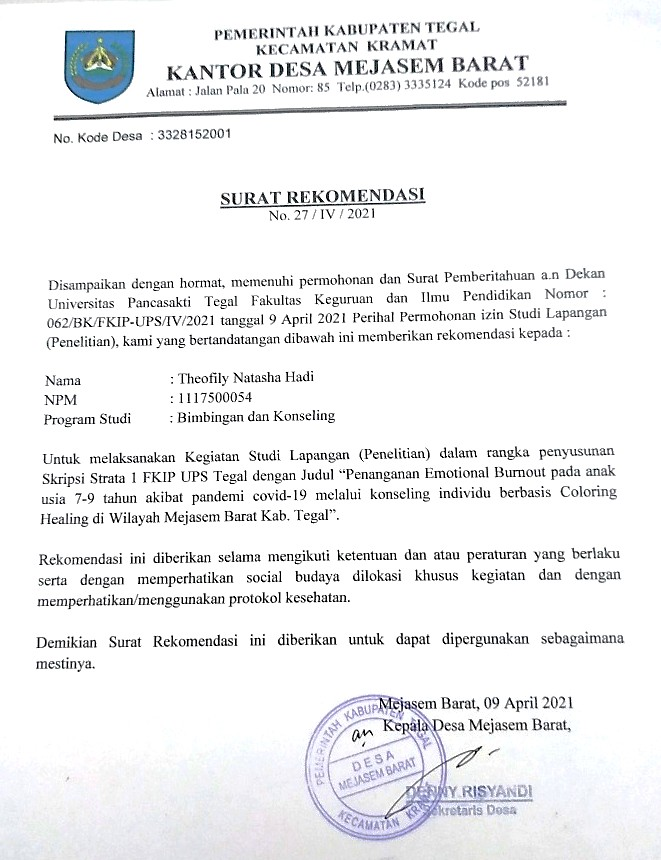 PEMERINTAH KABUPATEN TEGAL
KECAMATAN KRAMAT
KANTOR DESA MEJASEM BARAT
Alamat : Jalan Pala 20 Nomor: 85 Telp.(0283) 3335124 Kode pos 52181
No. Kode Desa : 3328152001
SURAT REKOMENDASI
No. 27 / IV / 2021
Disampaikan dengan hormat, memenuhi permohonan dan Surat Pemberitahuan a.n Dekan
Universitas Pancasakti Tegal Fakultas Keguruan dan Ilmu Pendidikan Nomor :
062/BK/FKIP-UPS/IV/2021 tanggal 9 April 2021 Perihal Permohonan izin Studi Lapangan
(Penelitian), kami yang bertandatangan dibawah ini memberikan rekomendasi kepada :
Nama : Theofily Natasha Hadi
NPM : 1117500054
Program Studi : Bimbingan dan Konseling
Untuk melaksanakan Kegiatan Studi Lapangan (Penelitian) dalam rangka penyusunan
Skripsi Strata 1 FKIP UPS Tegal dengan Judul “Penanganan Emotional Burnout pada anak
usia 7-9 tahun akibat pandemi covid-19 melalui konseling individu berbasis Coloring
Healing di Wilayah Mejasem Barat Kab. Tegal”.
Rekomendasi ini diberikan selama mengikuti ketentuan dan atau peraturan yang berlaku
serta dengan memperhatikan social budaya dilokasi khusus kegiatan dan dengan
memperhatikan/menggunakan protokol kesehatan.
Demikian Surat Rekomendasi ini diberikan untuk dapat dipergunakan sebagaimana
mestinya.
Mejasem Barat, 09 April 2021
an Kepala Desa Mejasem Barat,
PEMERINTAH KABUPATEN TEGAL
DESA
MEJASEM BARAT
KECAMATAN KRAMAT
DENNY RISYANDI
Sekretaris Desa